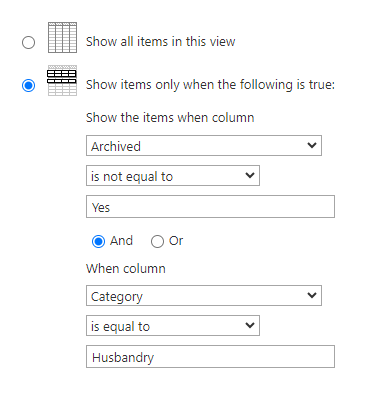 Show all items in this view
Show items only when the following is true:
Show the items when column
Archived
is not equal to
Yes
And Or
When column
Category
is equal to
Husbandry